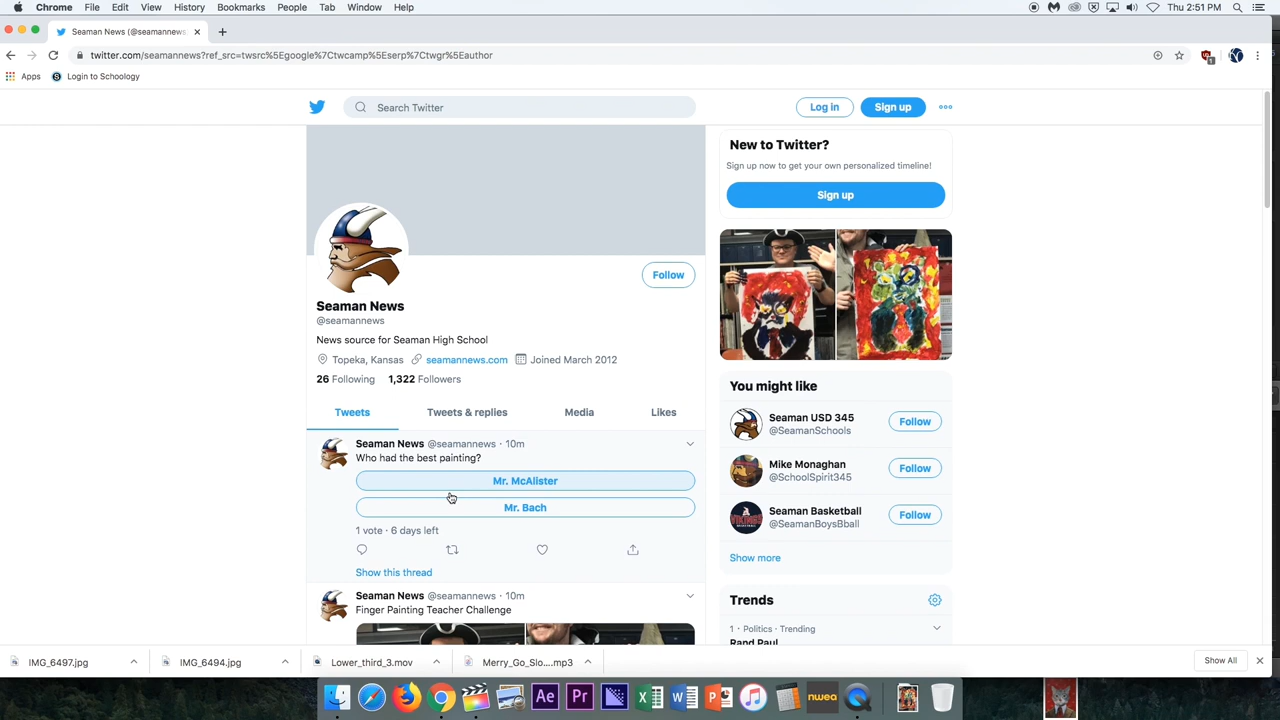 Chrome File Edit View History Bookmarks People Tab Window Help Thu 2:51 PM
Seaman News (@seamannews
twitter.com/seamannews?ref_src=twsrc%5Egoogle%7Ctwcamp%5Eserp%7Ctwgr%5Eauthor
Apps Login to Schoology
Search Twitter Log in Sign up
New to Twitter?
Sign up now to get your own personalized timeline!
Sign up
Follow
Seaman News
@seamannews
News source for Seaman High School
Topeka, Kansas seamannews.com Joined March 2012
26 Following 1,322 Followers
Tweets Tweets & replies Media Likes
Seaman News @seamannews · 10m
Who had the best painting?
Mr. McAlister
Mr. Bach
1 vote · 6 days left
Show this thread
Seaman News @seamannews · 10m
Finger Painting Teacher Challenge
You might like
Seaman USD 345
@SeamanSchools
Follow
Mike Monaghan
@SchoolSpirit345
Follow
Seaman Basketball
@SeamanBoysBball
Follow
Show more
Trends
1 · Politics · Trending
Rand Paul
IMG_6497.jpg IMG_6494.jpg Lower_third_3.mov Merry_Go_Slo....mp3 Show All
Ae Pr nwea